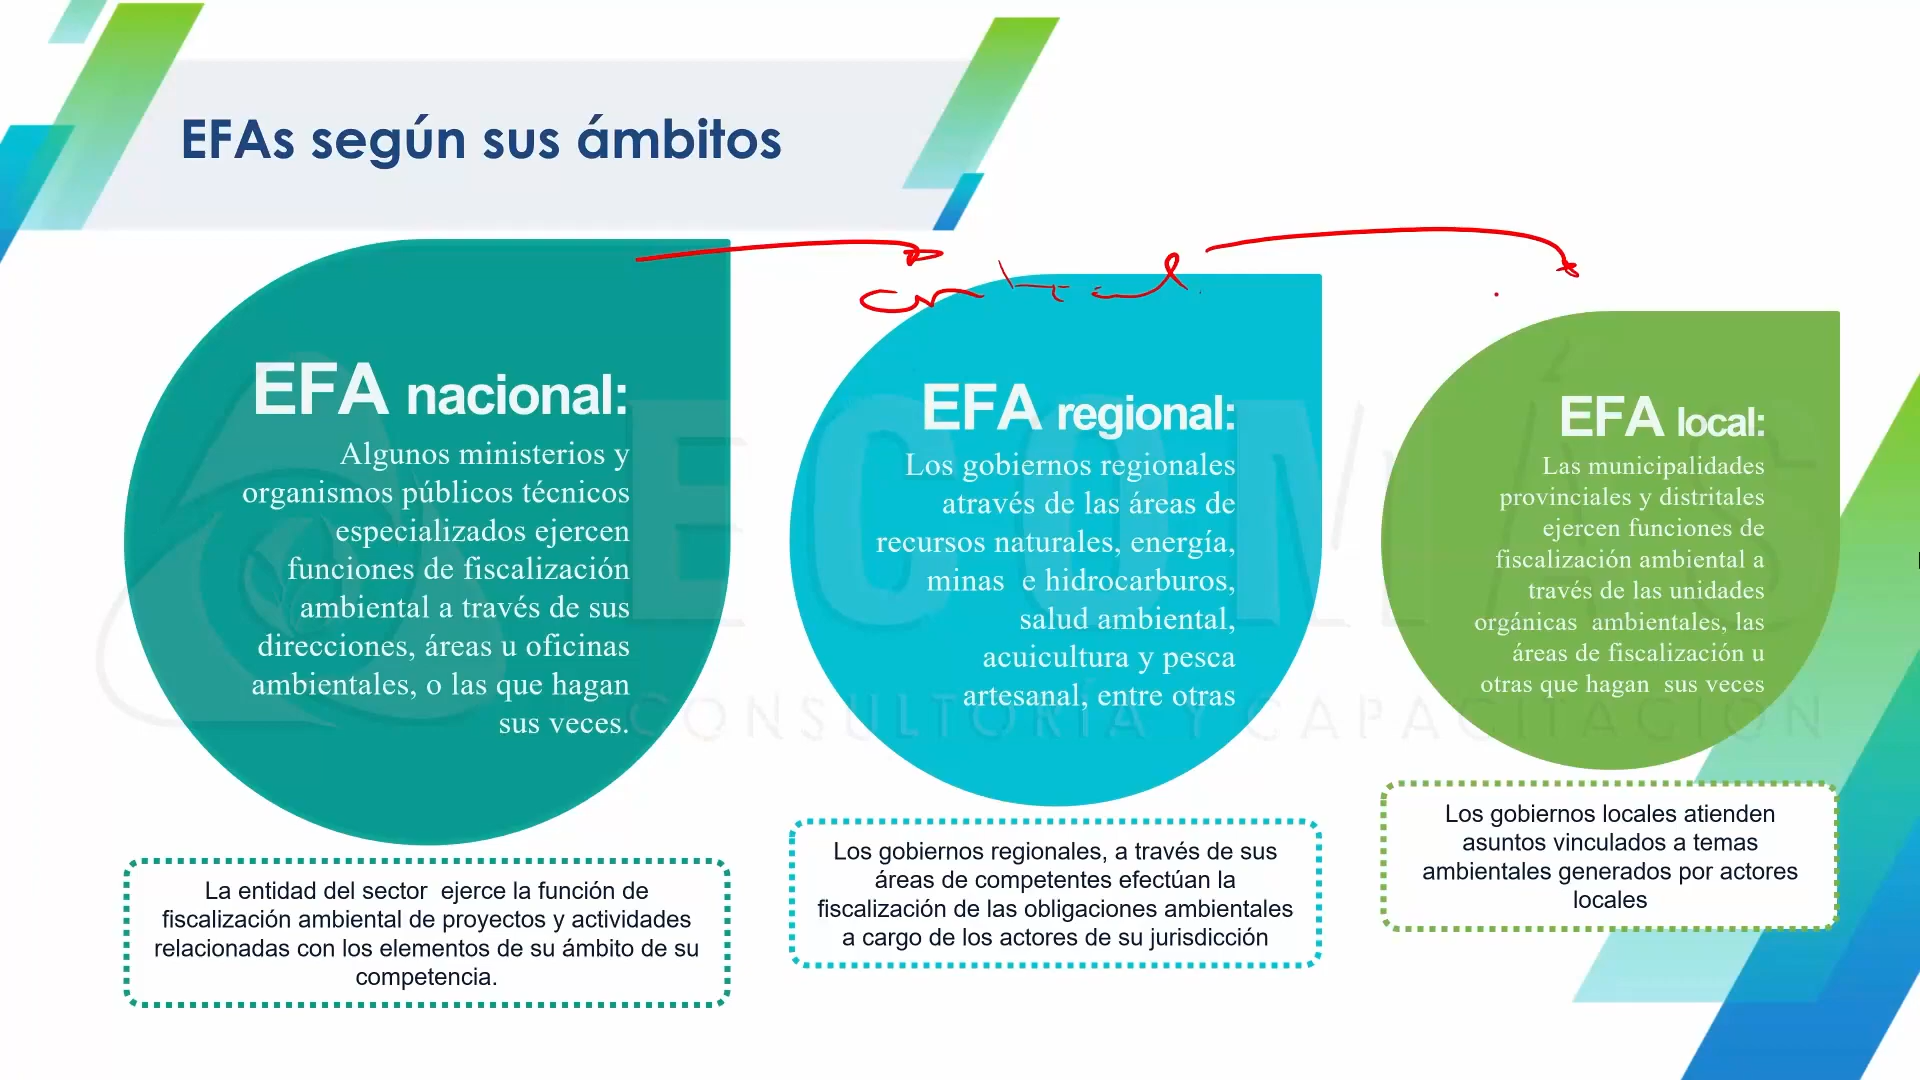 EFAs según sus ámbitos
EFA nacional:
Algunos ministerios y
organismos públicos técnicos
especializados ejercen
funciones de fiscalización
ambiental a través de sus
direcciones, áreas u oficinas
ambientales, o las que hagan
sus veces.
La entidad del sector ejerce la función de
fiscalización ambiental de proyectos y actividades
relacionadas con los elementos de su ámbito de su
competencia.
EFA regional:
Los gobiernos regionales
através de las áreas de
recursos naturales, energía,
minas e hidrocarburos,
salud ambiental,
acuicultura y pesca
artesanal, entre otras
Los gobiernos regionales, a través de sus
áreas de competentes efectúan la
fiscalización de las obligaciones ambientales
a cargo de los actores de su jurisdicción
EFA local:
Las municipalidades
provinciales y distritales
ejercen funciones de
fiscalización ambiental a
través de las unidades
orgánicas ambientales, las
áreas de fiscalización u
otras que hagan sus veces
Los gobiernos locales atienden
asuntos vinculados a temas
ambientales generados por actores
locales
ECOMÁS
CONSULTORÍA Y CAPACITACIÓN